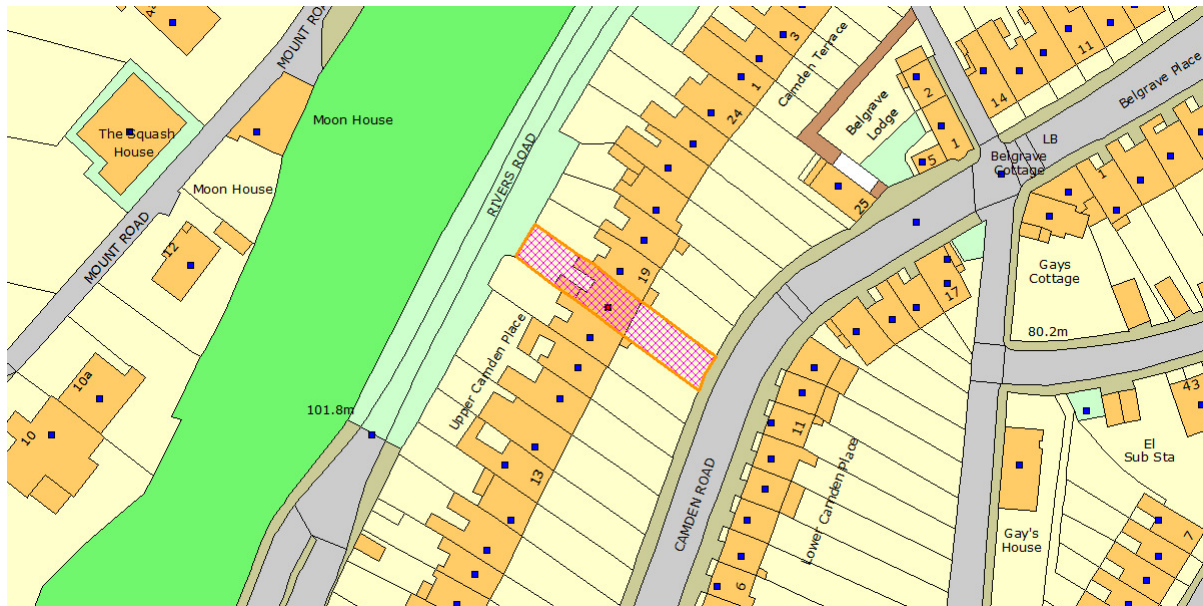 MOUNT ROA
Moon House
3
Camden Terrace
1
24
11
14
Belgrave Place
2
1
5
Belgrave
Lodge
LB
Belgrave
Cottage
The Squash
House
Moon House
RIVERS ROAD
25
1
MOUNT ROAD
12
19
17
Gays
Cottage
80.2m
Upper Camden Place
10a
10
101.8m
13
11
43
El
Sub Sta
CAMDEN ROAD
Lower Camden Place
Gay's
House
7
6